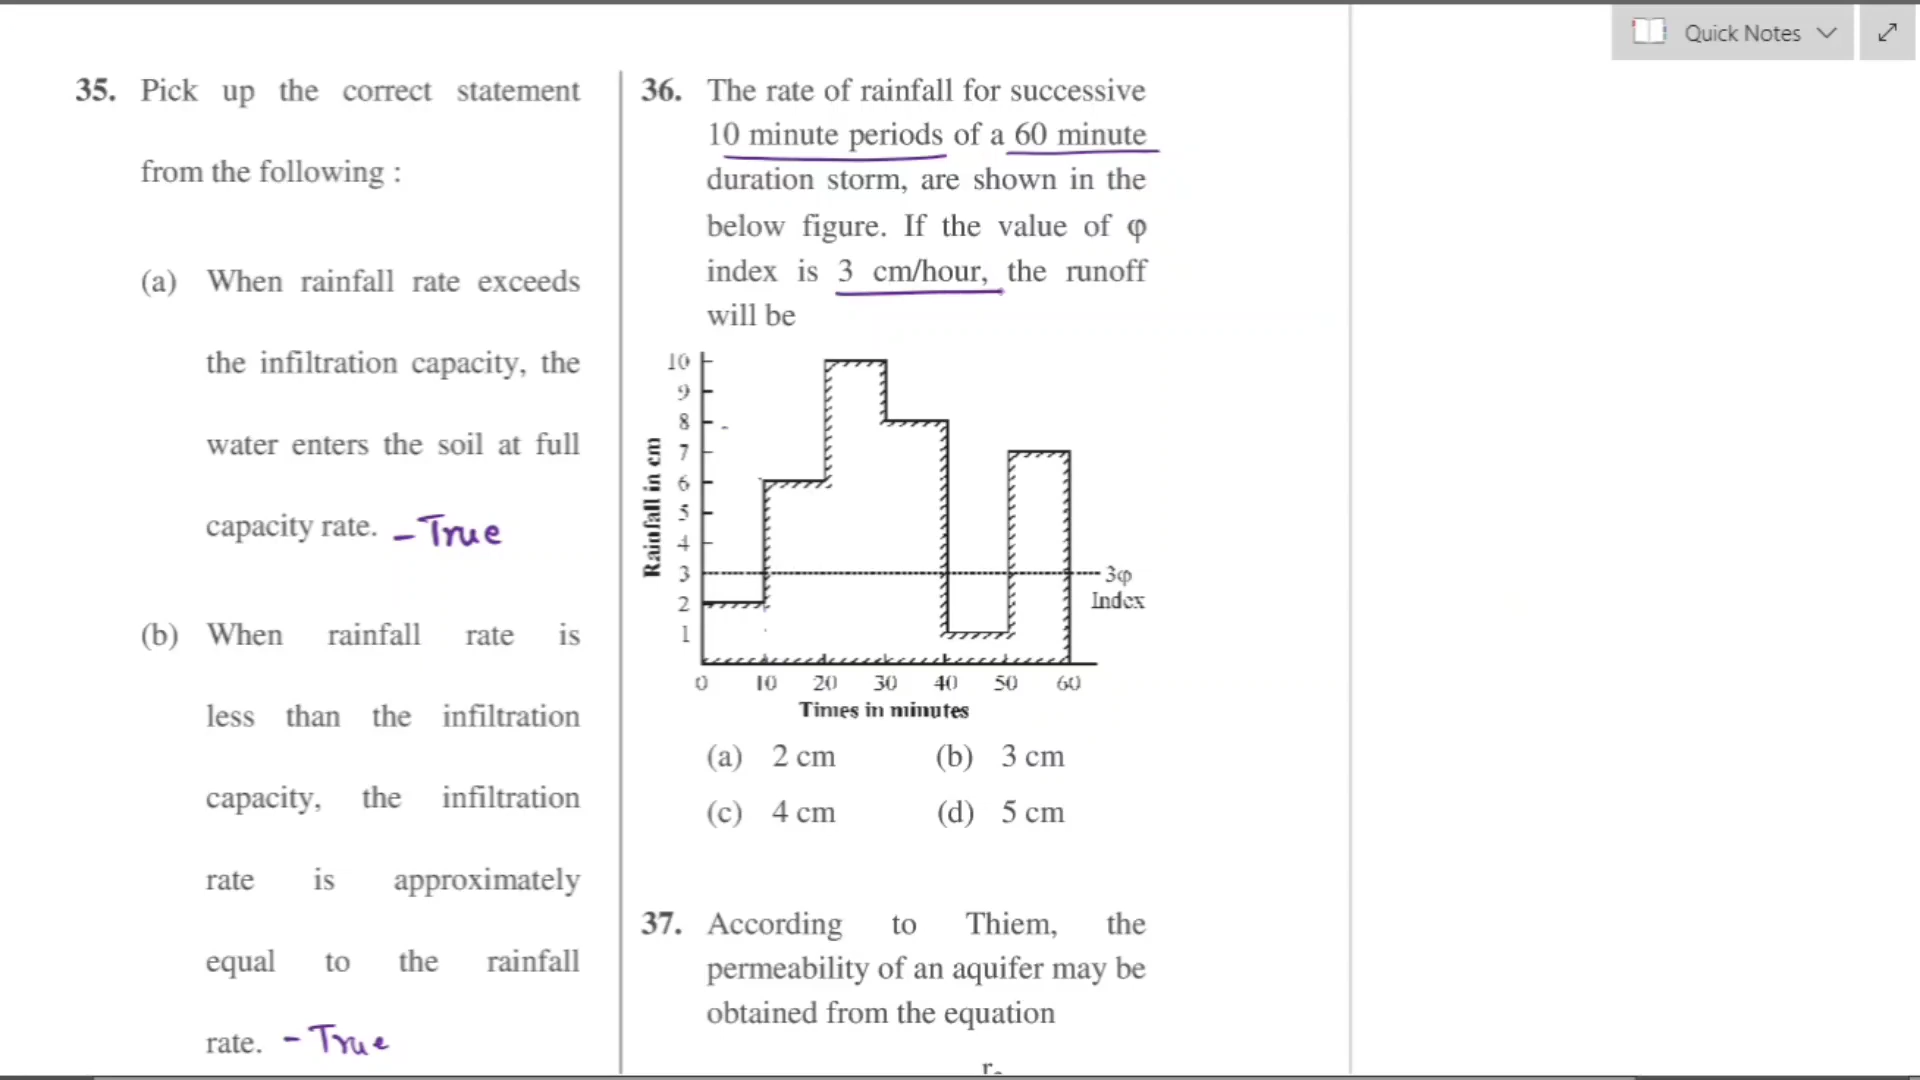 Quick Notes
35. Pick up the correct statement
from the following :
(a) When rainfall rate exceeds
the infiltration capacity, the
water enters the soil at full
capacity rate. - True
(b) When rainfall rate is
less than the infiltration
capacity, the infiltration
rate is approximately
equal to the rainfall
rate. - True
36. The rate of rainfall for successive
10 minute periods of a 60 minute
duration storm, are shown in the
below figure. If the value of φ
index is 3 cm/hour, the runoff
will be
10
9
8
7
6
5
4
3
2
1
Rainfall in cm
3φ
Index
0 10 20 30 40 50 60
Times in minutes
(a) 2 cm (b) 3 cm
(c) 4 cm (d) 5 cm
37. According to Thiem, the
permeability of an aquifer may be
obtained from the equation